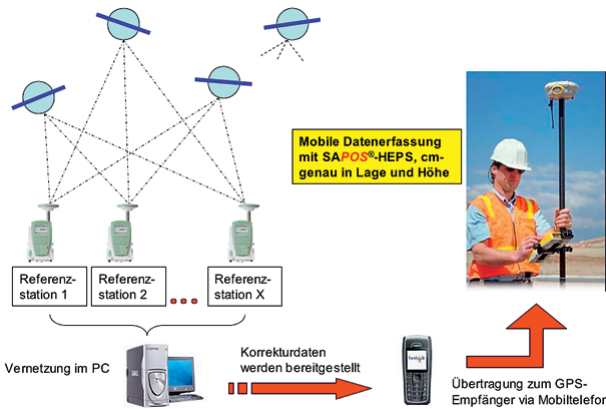 Mobile Datenerfassung
mit SAPOS®-HEPS, cm-
genau in Lage und Höhe
Referenz-
station 1
Referenz-
station 2
Referenz-
station X
Vernetzung im PC
Korrekturdaten
werden bereitgestellt
Übertragung zum GPS-
Empfänger via Mobiltelefon